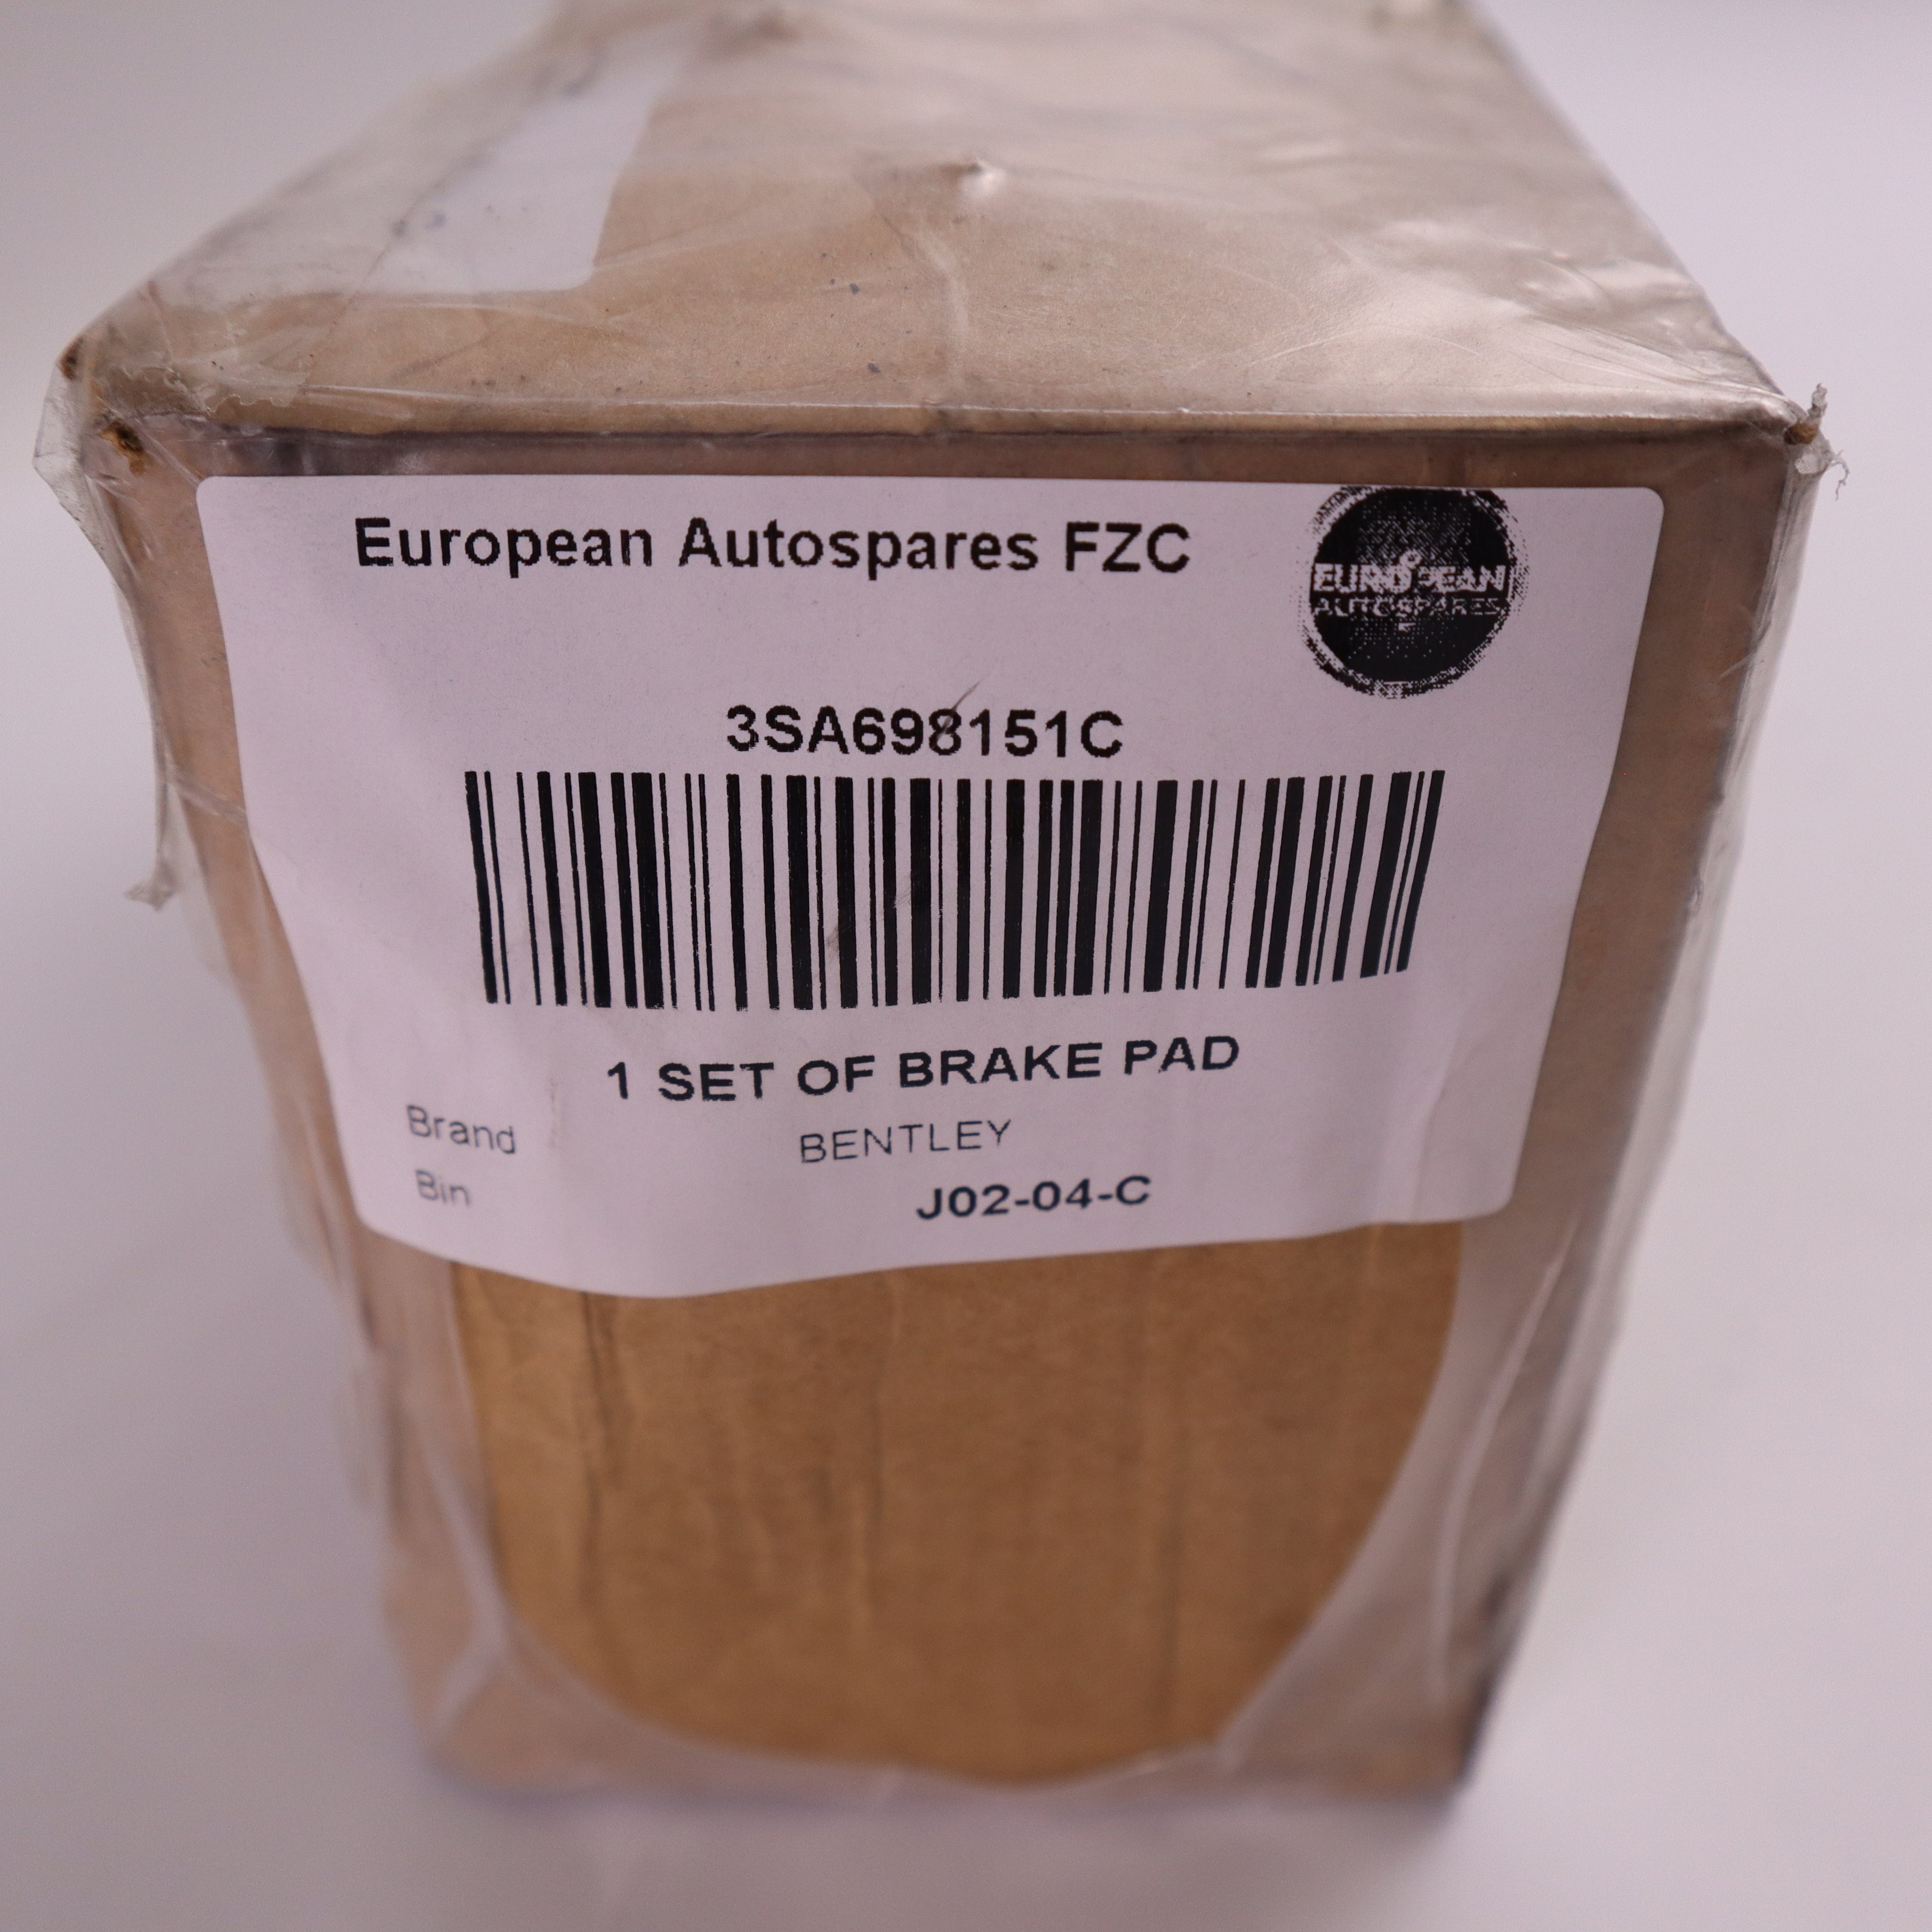 European Autospares FZC
EUROPEAN
AUTOSPARES
3SA698151C
1 SET OF BRAKE PAD
Brand BENTLEY
Bin J02-04-C